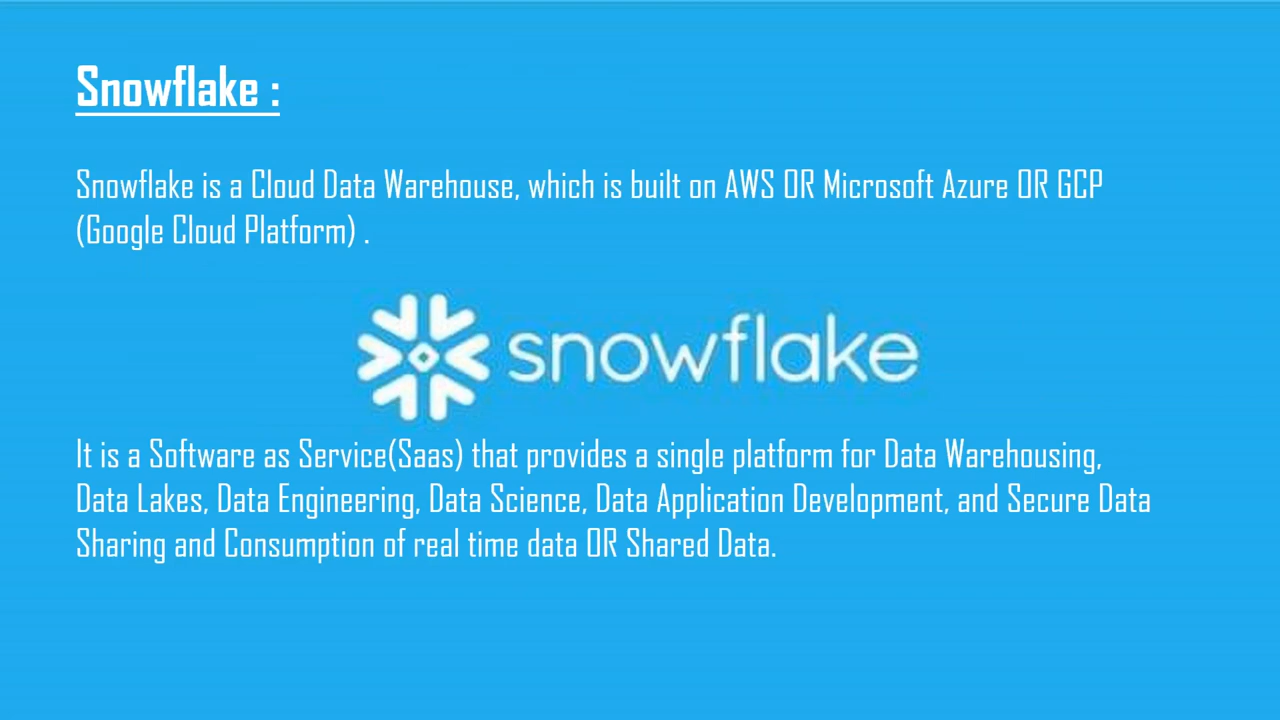 Snowflake :
Snowflake is a Cloud Data Warehouse, which is built on AWS OR Microsoft Azure OR GCP
(Google Cloud Platform) .
snowflake
It is a Software as Service(Saas) that provides a single platform for Data Warehousing,
Data Lakes, Data Engineering, Data Science, Data Application Development, and Secure Data
Sharing and Consumption of real time data OR Shared Data.